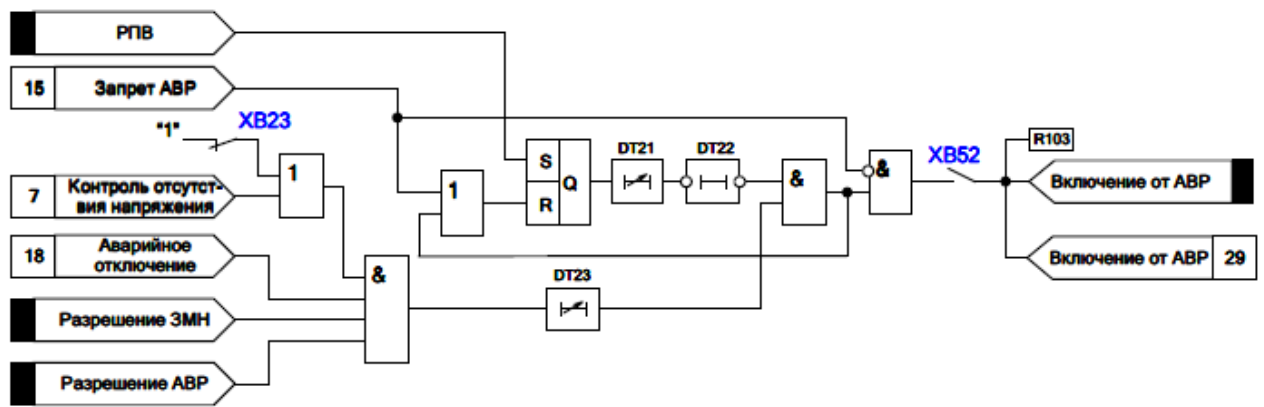 РПВ
15 Запрет АВР
"1" XB23
7 Контроль отсутст-
вия напряжения
18 Аварийное
отключение
Разрешение ЗМН
Разрешение АВР
1
&
1
S
R
Q
DT21
DT22
DT23
&
&
XB52
R103
Включение от АВР
Включение от АВР 29